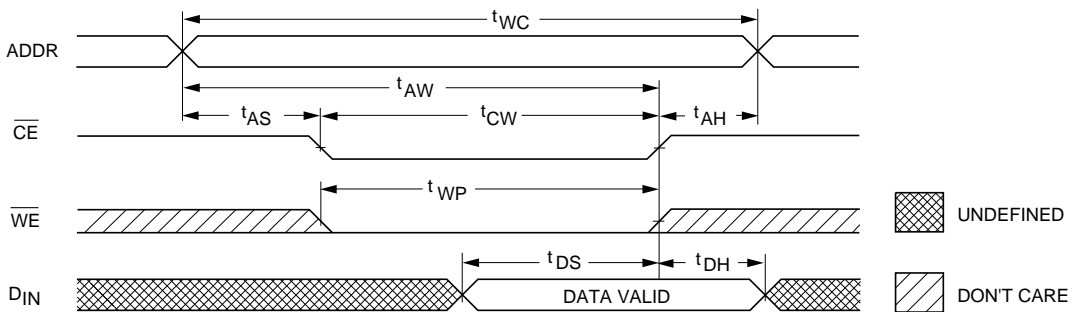 tWC
ADDR
tAW
tAS
tCW
tAH
CE
tWP
WE
UNDEFINED
tDS
tDH
DIN
DATA VALID
DON'T CARE